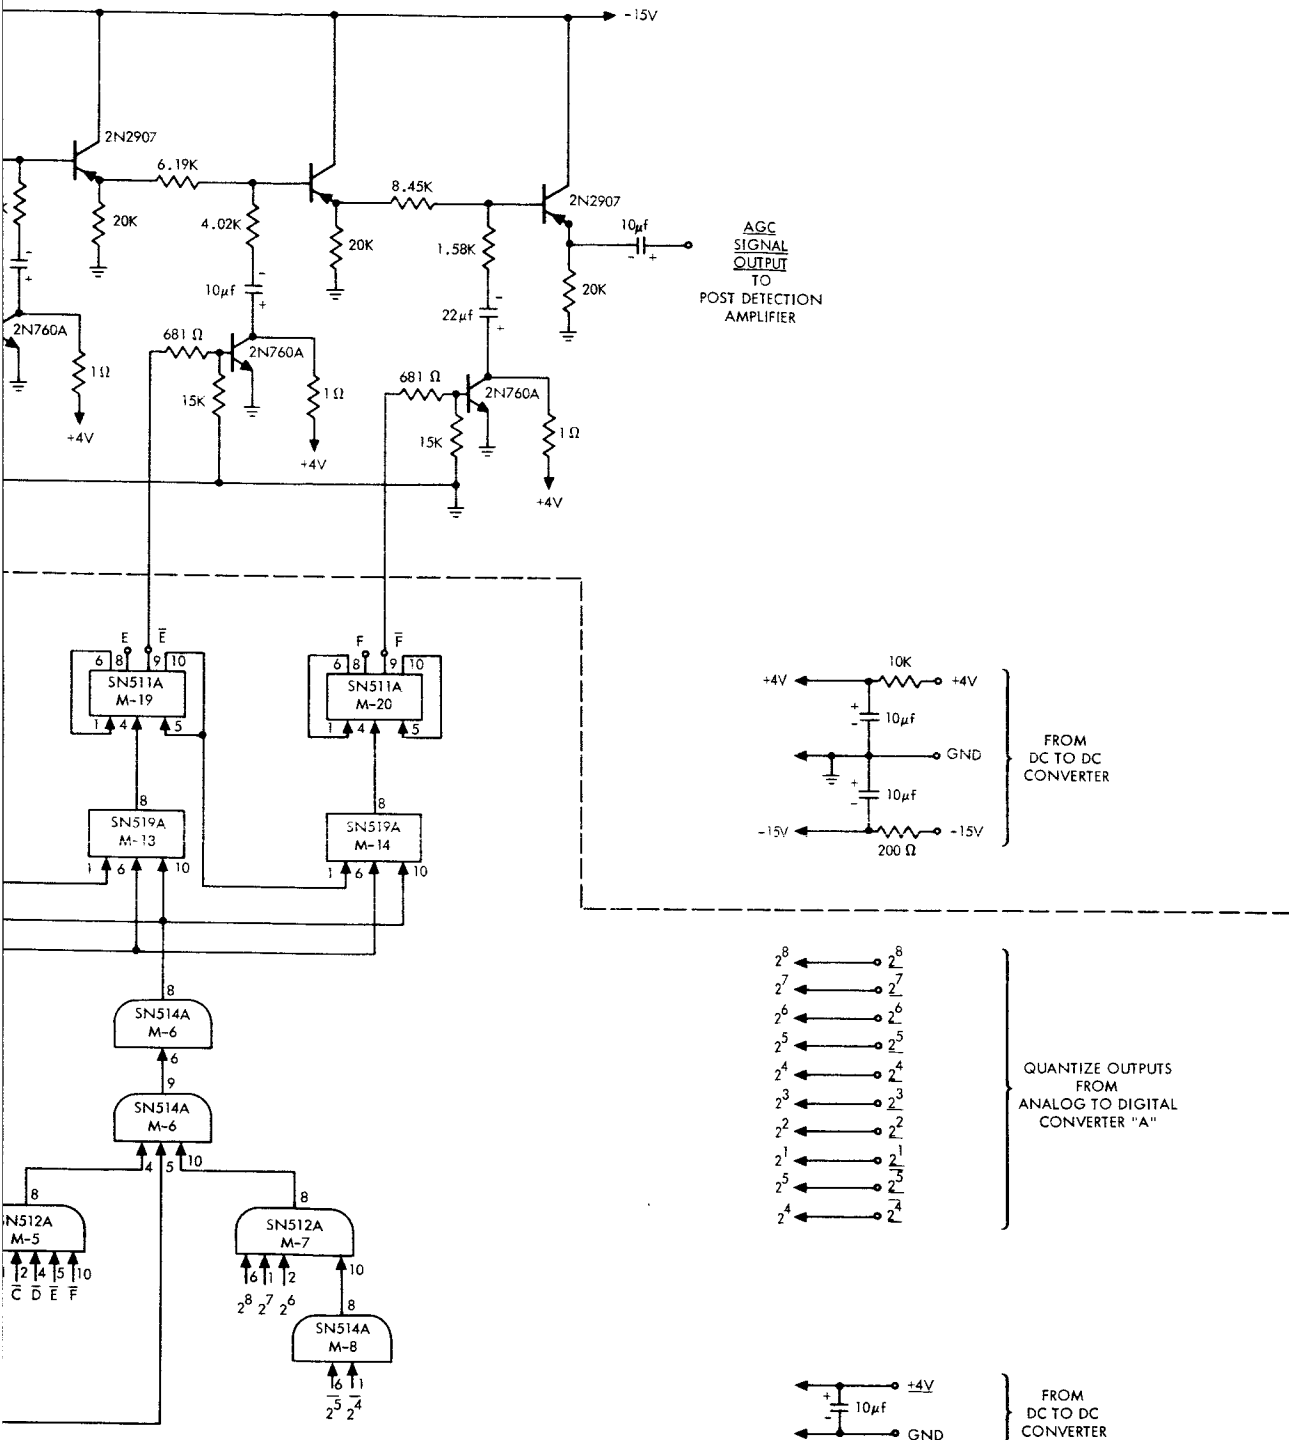 -15V
2N2907
6.19K
8.45K
2N2907
20K
4.02K
20K
1.58K
10μf
- +
20K
AGC
SIGNAL
OUTPUT
TO
POST DETECTION
AMPLIFIER
K
-
+
-
10μf
+
-
22μf
+
2N760A
681 Ω
2N760A
1Ω
15K
1Ω
681 Ω
2N760A
15K
1Ω
+4V
+4V
+4V
E E̅
F F̅
6 8 9 10
SN511A
M-19
1 4 5
6 8 9 10
SN511A
M-20
1 4 5
8
SN519A
M-13
1 6 10
8
SN519A
M-14
1 6 10
10K
+4V +4V
+
- 10μf
GND
+
- 10μf
-15V -15V
200 Ω
FROM
DC TO DC
CONVERTER
8
SN514A
M-6
6
9
SN514A
M-6
4 5 10
8
SN512A
M-5
1 2 4 5 10
C̅ D̅ E̅ F̅
8
SN512A
M-7
6 1 2 10
2⁸ 2⁷ 2⁶
8
SN514A
M-8
6 1
2̅⁵ 2̅⁴
2⁸ 2⁸
2⁷ 2⁷
2⁶ 2⁶
2⁵ 2⁵
2⁴ 2⁴
2³ 2³
2² 2²
2¹ 2¹
2⁵ 2̅⁵
2⁴ 2̅⁴
QUANTIZE OUTPUTS
FROM
ANALOG TO DIGITAL
CONVERTER "A"
+4V
+
- 10μf
GND
FROM
DC TO DC
CONVERTER